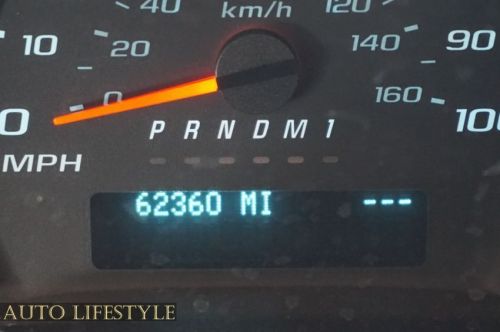 40 km/h 120
10 20 140 90
0 0 160 100
P R N D M 1
MPH
62360 MI ---
AUTO LIFESTYLE